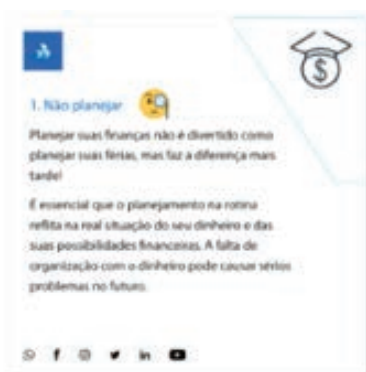 1. Não planejar
Planejar suas finanças não é divertido como
planejar suas férias, mas faz a diferença mais
tarde!
É essencial que o planejamento na rotina
reflita na real situação do seu dinheiro e das
suas possibilidades financeiras. A falta de
organização com o dinheiro pode causar sérios
problemas no futuro.